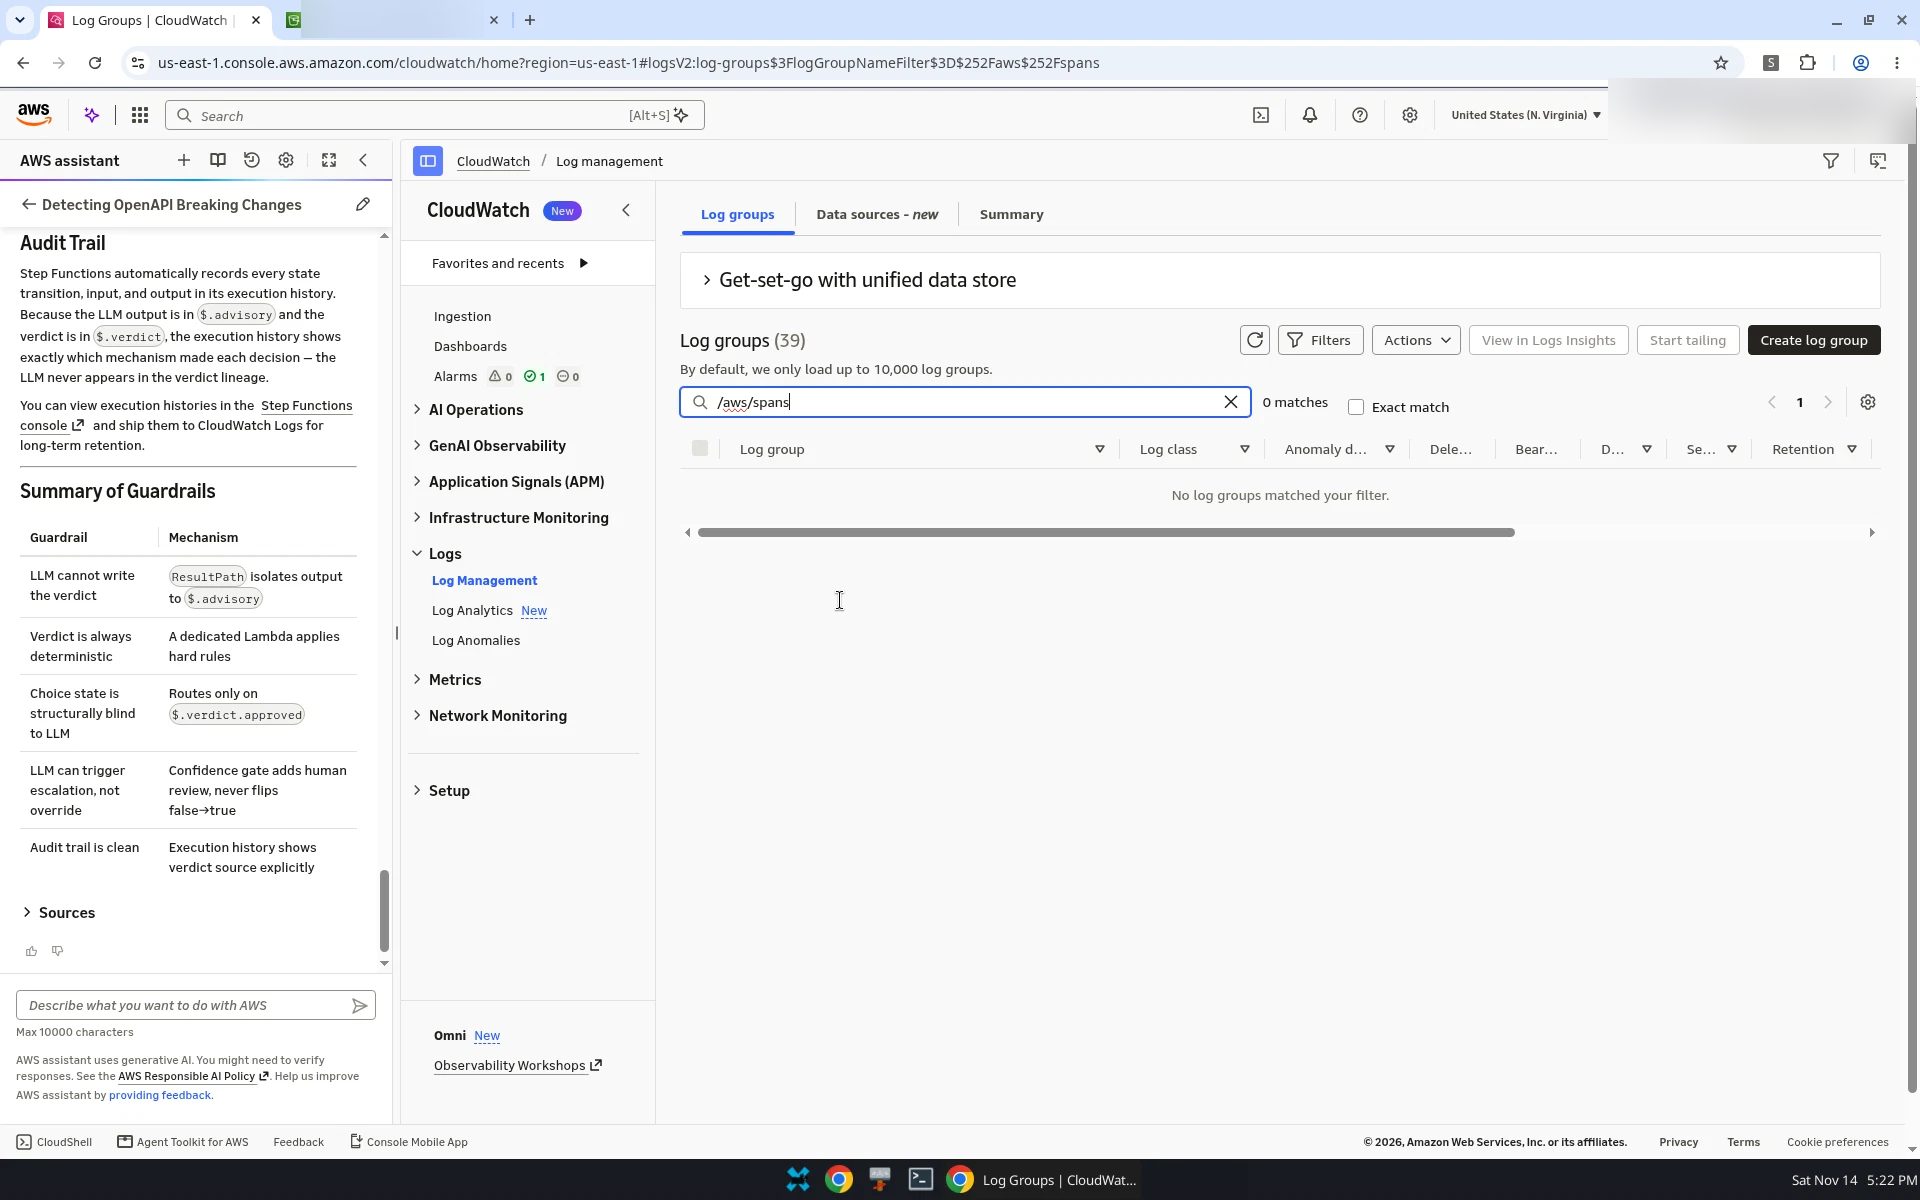 Log Groups | CloudWatch
us-east-1.console.aws.amazon.com/cloudwatch/home?region=us-east-1#logsV2:log-groups$3FlogGroupNameFilter$3D$252Faws$252Fspans
S
aws
Search
[Alt+S]
United States (N. Virginia)
AWS assistant
Detecting OpenAPI Breaking Changes
Audit Trail
Step Functions automatically records every state
transition, input, and output in its execution history.
Because the LLM output is in $.advisory and the
verdict is in $.verdict, the execution history shows
exactly which mechanism made each decision — the
LLM never appears in the verdict lineage.
You can view execution histories in the Step Functions
console and ship them to CloudWatch Logs for
long-term retention.
Summary of Guardrails
Guardrail Mechanism
LLM cannot write
the verdict
ResultPath isolates output
to $.advisory
Verdict is always
deterministic
A dedicated Lambda applies
hard rules
Choice state is
structurally blind
to LLM
Routes only on
$.verdict.approved
LLM can trigger
escalation, not
override
Confidence gate adds human
review, never flips
false→true
Audit trail is clean
Execution history shows
verdict source explicitly
Sources
Describe what you want to do with AWS
Max 10000 characters
AWS assistant uses generative AI. You might need to verify
responses. See the AWS Responsible AI Policy. Help us improve
AWS assistant by providing feedback.
CloudWatch / Log management
CloudWatch New
Favorites and recents
Ingestion
Dashboards
Alarms 0 1 0
AI Operations
GenAI Observability
Application Signals (APM)
Infrastructure Monitoring
Logs
Log Management
Log Analytics New
Log Anomalies
Metrics
Network Monitoring
Setup
Omni New
Observability Workshops
Log groups Data sources - new Summary
Get-set-go with unified data store
Log groups (39)
Filters
Actions
View in Logs Insights
Start tailing
Create log group
By default, we only load up to 10,000 log groups.
/aws/spans
0 matches
Exact match
1
Log group Log class Anomaly d... Dele... Bear... D... Se... Retention
No log groups matched your filter.
CloudShell Agent Toolkit for AWS Feedback Console Mobile App
© 2026, Amazon Web Services, Inc. or its affiliates. Privacy Terms Cookie preferences
Log Groups | CloudWat...
Sat Nov 14 5:22 PM